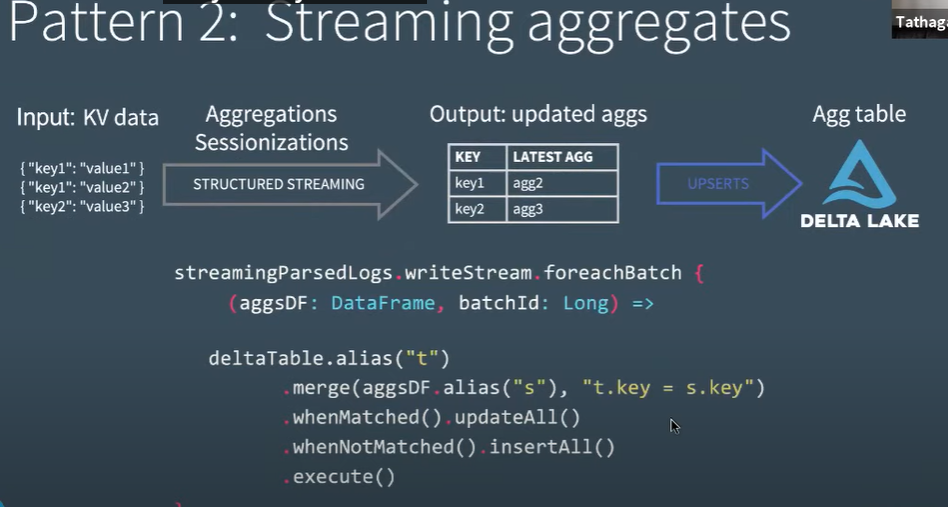 Pattern 2: Streaming aggregates
Input: KV data
{ "key1": "value1" }
{ "key1": "value2" }
{ "key2": "value3" }
Aggregations
Sessionizations
STRUCTURED STREAMING
Output: updated aggs
KEY LATEST AGG
key1 agg2
key2 agg3
UPSERTS
Agg table
DELTA LAKE
streamingParsedLogs.writeStream.foreachBatch {
(aggsDF: DataFrame, batchId: Long) =>
deltaTable.alias("t")
.merge(aggsDF.alias("s"), "t.key = s.key")
.whenMatched().updateAll()
.whenNotMatched().insertAll()
.execute()
}